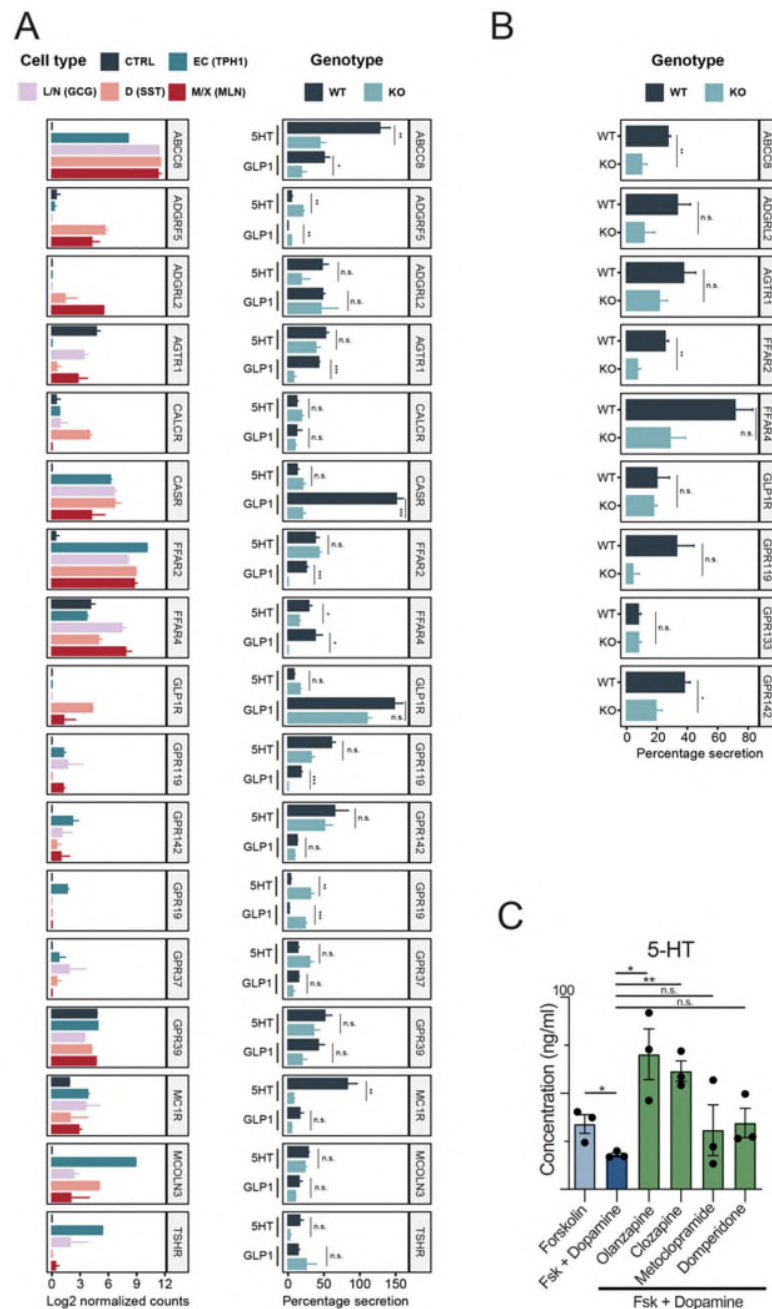 A
Cell type
CTRL
EC (TPH1)
L/N (GCG)
D (SST)
M/X (MLN)
Genotype
WT
KO
ABCC8
ADGRF5
ADGRL2
AGTR1
CALCR
CASR
FFAR2
FFAR4
GLP1R
GPR119
GPR142
GPR19
GPR37
GPR39
MC1R
MCOLN3
TSHR
0 3 6 9 12
Log2 normalized counts
5HT
GLP1
**
*
ABCC8
5HT
GLP1
**
**
ADGRF5
5HT
GLP1
n.s.
n.s.
ADGRL2
5HT
GLP1
n.s.
***
AGTR1
5HT
GLP1
n.s.
n.s.
CALCR
5HT
GLP1
n.s.
***
CASR
5HT
GLP1
n.s.
***
FFAR2
5HT
GLP1
*
*
FFAR4
5HT
GLP1
n.s.
n.s.
GLP1R
5HT
GLP1
n.s.
***
GPR119
5HT
GLP1
n.s.
n.s.
GPR142
5HT
GLP1
**
***
GPR19
5HT
GLP1
n.s.
n.s.
GPR37
5HT
GLP1
n.s.
n.s.
GPR39
5HT
GLP1
**
n.s.
MC1R
5HT
GLP1
n.s.
n.s.
MCOLN3
5HT
GLP1
n.s.
n.s.
TSHR
0 50 100 150
Percentage secretion
B
Genotype
WT
KO
WT
KO
**
ABCC8
WT
KO
n.s.
ADGRL2
WT
KO
n.s.
AGTR1
WT
KO
**
FFAR2
WT
KO
n.s.
FFAR4
WT
KO
n.s.
GLP1R
WT
KO
n.s.
GPR119
WT
KO
n.s.
GPR133
WT
KO
*
GPR142
0 20 40 60 80
Percentage secretion
C
5-HT
100
Concentration (ng/ml)
*
*
**
n.s.
n.s.
Forskolin
Fsk + Dopamine
Olanzapine
Clozapine
Metoclopramide
Domperidone
Fsk + Dopamine